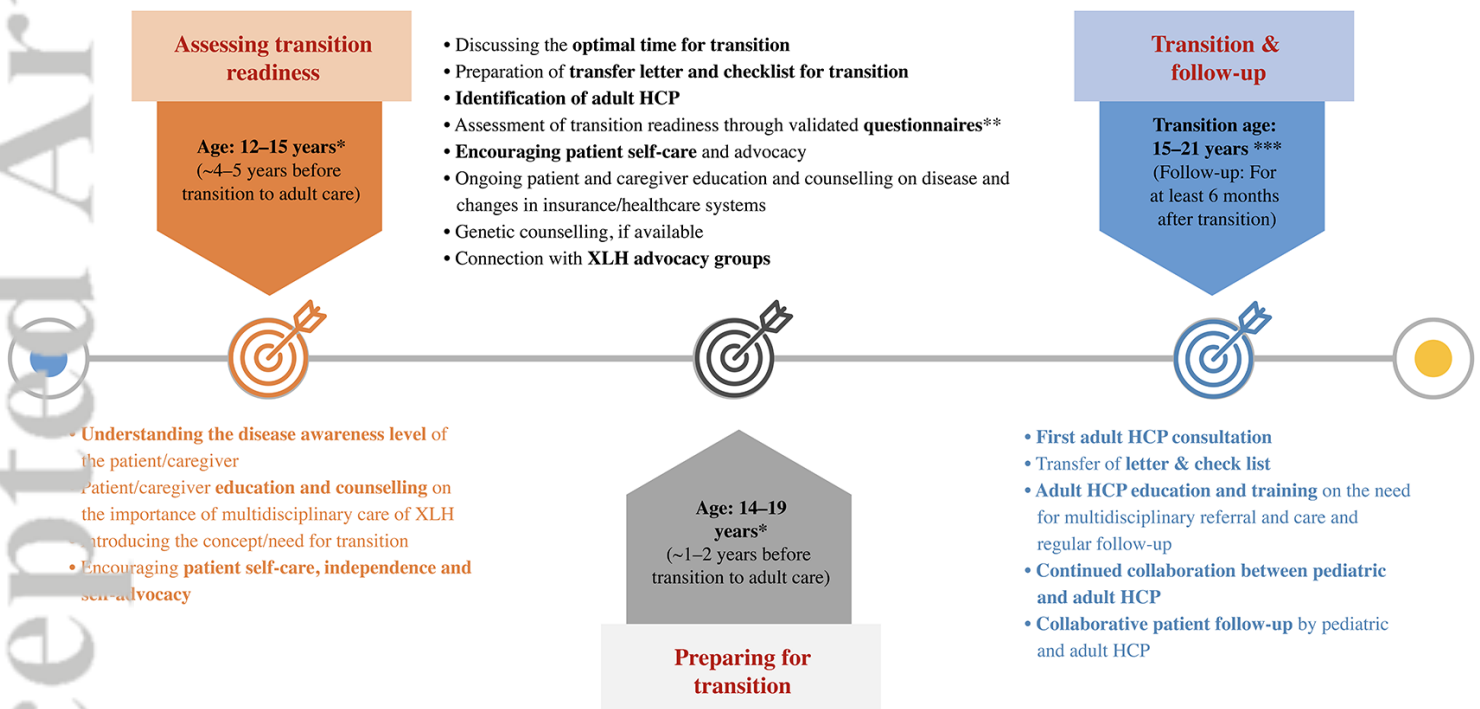 Assessing transition
readiness
Age: 12–15 years*
(~4–5 years before
transition to adult care)
• Understanding the disease awareness level of
the patient/caregiver
Patient/caregiver education and counselling on
the importance of multidisciplinary care of XLH
introducing the concept/need for transition
• Encouraging patient self-care, independence and
self-advocacy
• Discussing the optimal time for transition
• Preparation of transfer letter and checklist for transition
• Identification of adult HCP
• Assessment of transition readiness through validated questionnaires**
• Encouraging patient self-care and advocacy
• Ongoing patient and caregiver education and counselling on disease and
changes in insurance/healthcare systems
• Genetic counselling, if available
• Connection with XLH advocacy groups
Age: 14–19
years*
(~1–2 years before
transition to adult care)
Preparing for
transition
Transition &
follow-up
Transition age:
15–21 years ***
(Follow-up: For
at least 6 months
after transition)
• First adult HCP consultation
• Transfer of letter & check list
• Adult HCP education and training on the need
for multidisciplinary referral and care and
regular follow-up
• Continued collaboration between pediatric
and adult HCP
• Collaborative patient follow-up by pediatric
and adult HCP
cepted Ar